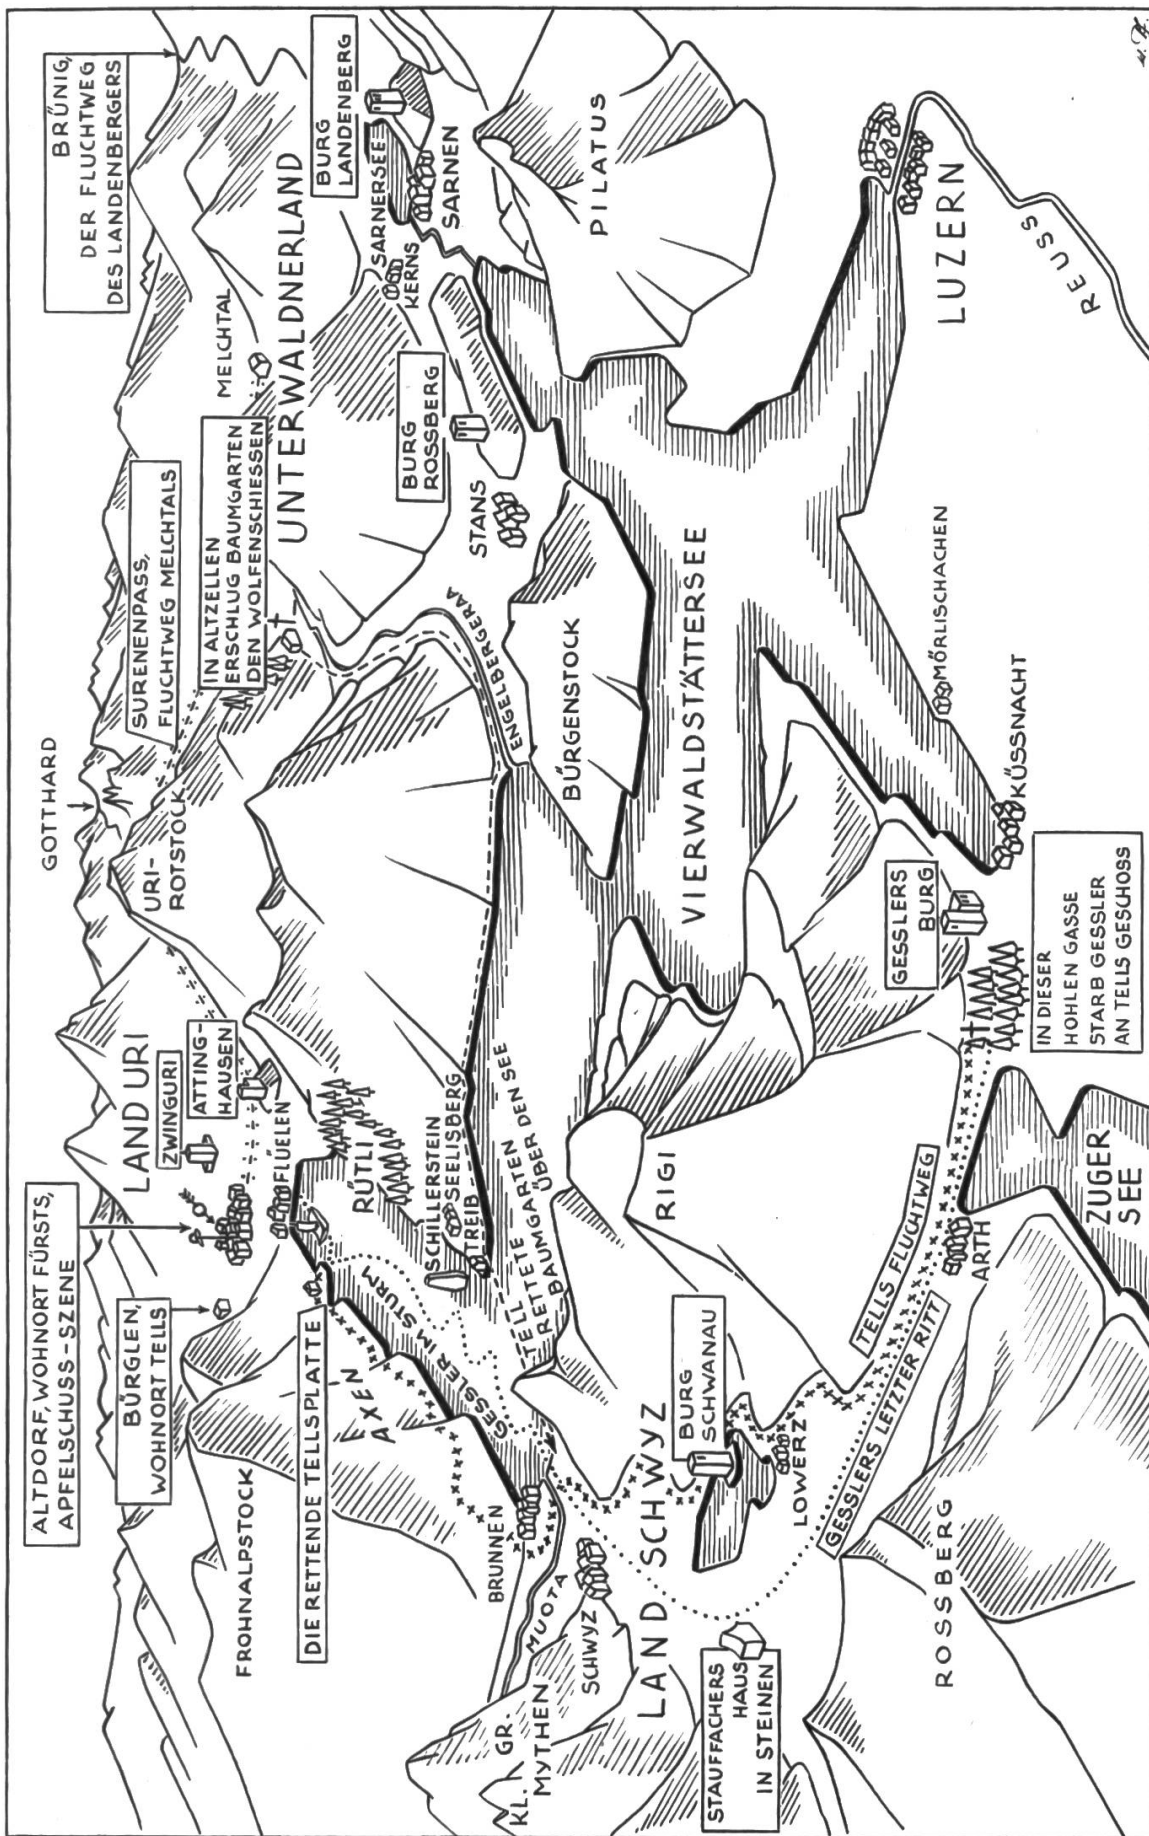 ALTDORF, WOHNORT FÜRSTS,
APFELSCHUSS-SZENE
BÜRGLEN,
WOHNORT TELLS
FROHNALPSTOCK
DIE RETTENDE TELLSPLATTE
LAND URI
ZWINGURI
ATTING-
HAUSEN
FLÜELEN
GOTTHARD
URI-
ROTSTOCK
SURENENPASS,
FLUCHTWEG MELCHTALS
IN ALTZELLEN
ERSCHLUG BAUMGARTEN
DEN WOLFENSCHIESSEN
MELCHTAL
BRÜNIG,
DER FLUCHTWEG
DES LANDENBERGERS
UNTERWALDNERLAND
BURG
LANDENBERG
SARNERSEE
SARNEN
KERNS
BURG
ROSSBERG
STANS
ENGELBERGERAA
BÜRGENSTOCK
PILATUS
RÜTLI
SCHILLERSTEIN
SEELISBERG
TREIB
AXEN
GESSLER IM STURM
TELL
RETTETE
BAUMGARTEN
ÜBER DEN SEE
BRUNNEN
MUOTA
SCHWYZ
GR.
KL.
MYTHEN
LAND SCHWYZ
STAUFFACHERS
HAUS
IN STEINEN
BURG
SCHWANAU
LOWERZ
RIGI
VIERWALDSTÄTTERSEE
LUZERN
REUSS
MÖRLISCHACHEN
KÜSSNACHT
GESSLERS
BURG
IN DIESER
HOHLEN GASSE
STARB GESSLER
AN TELLS GESCHOSS
TELLS FLUCHTWEG
GESSLERS LETZTER RITT
ARTH
ZUGER
SEE
ROSSBERG